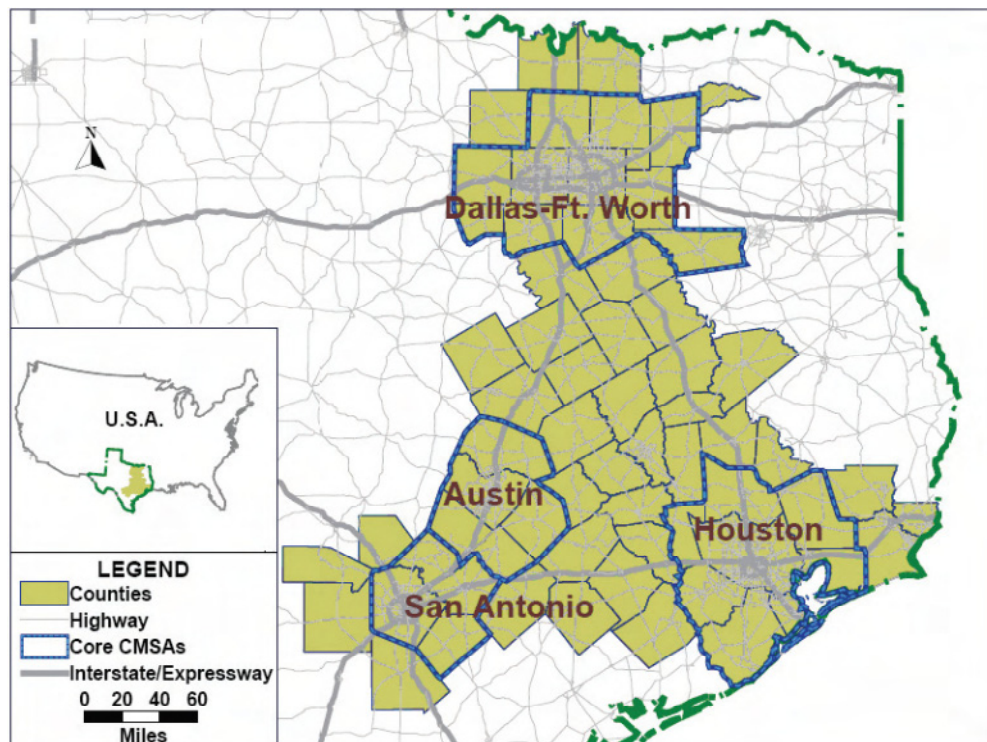 N
Dallas-Ft. Worth
U.S.A.
Austin
Houston
San Antonio
LEGEND
Counties
Highway
Core CMSAs
Interstate/Expressway
0 20 40 60
Miles